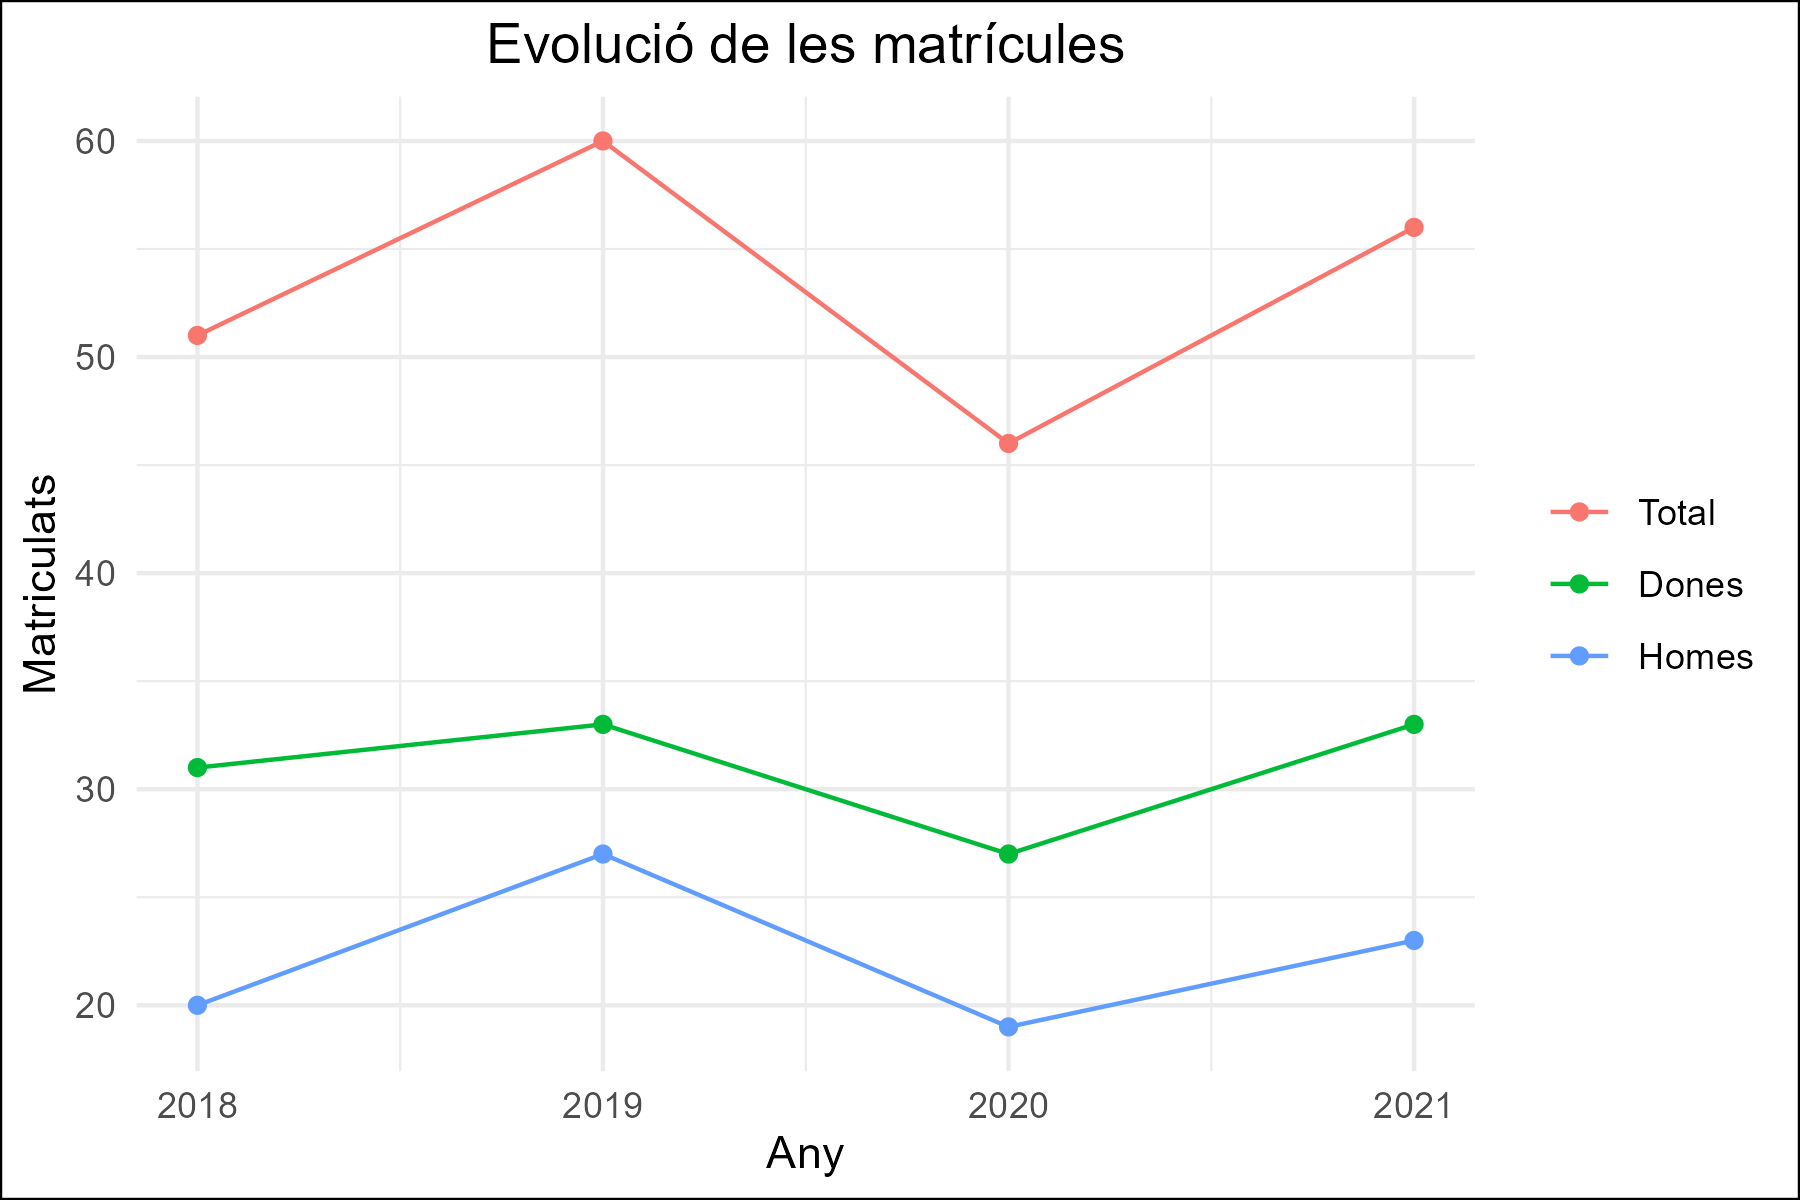 Evolució de les matrícules
60
50
40
30
20
Matriculats
2018 2019 2020 2021
Any
Total
Dones
Homes